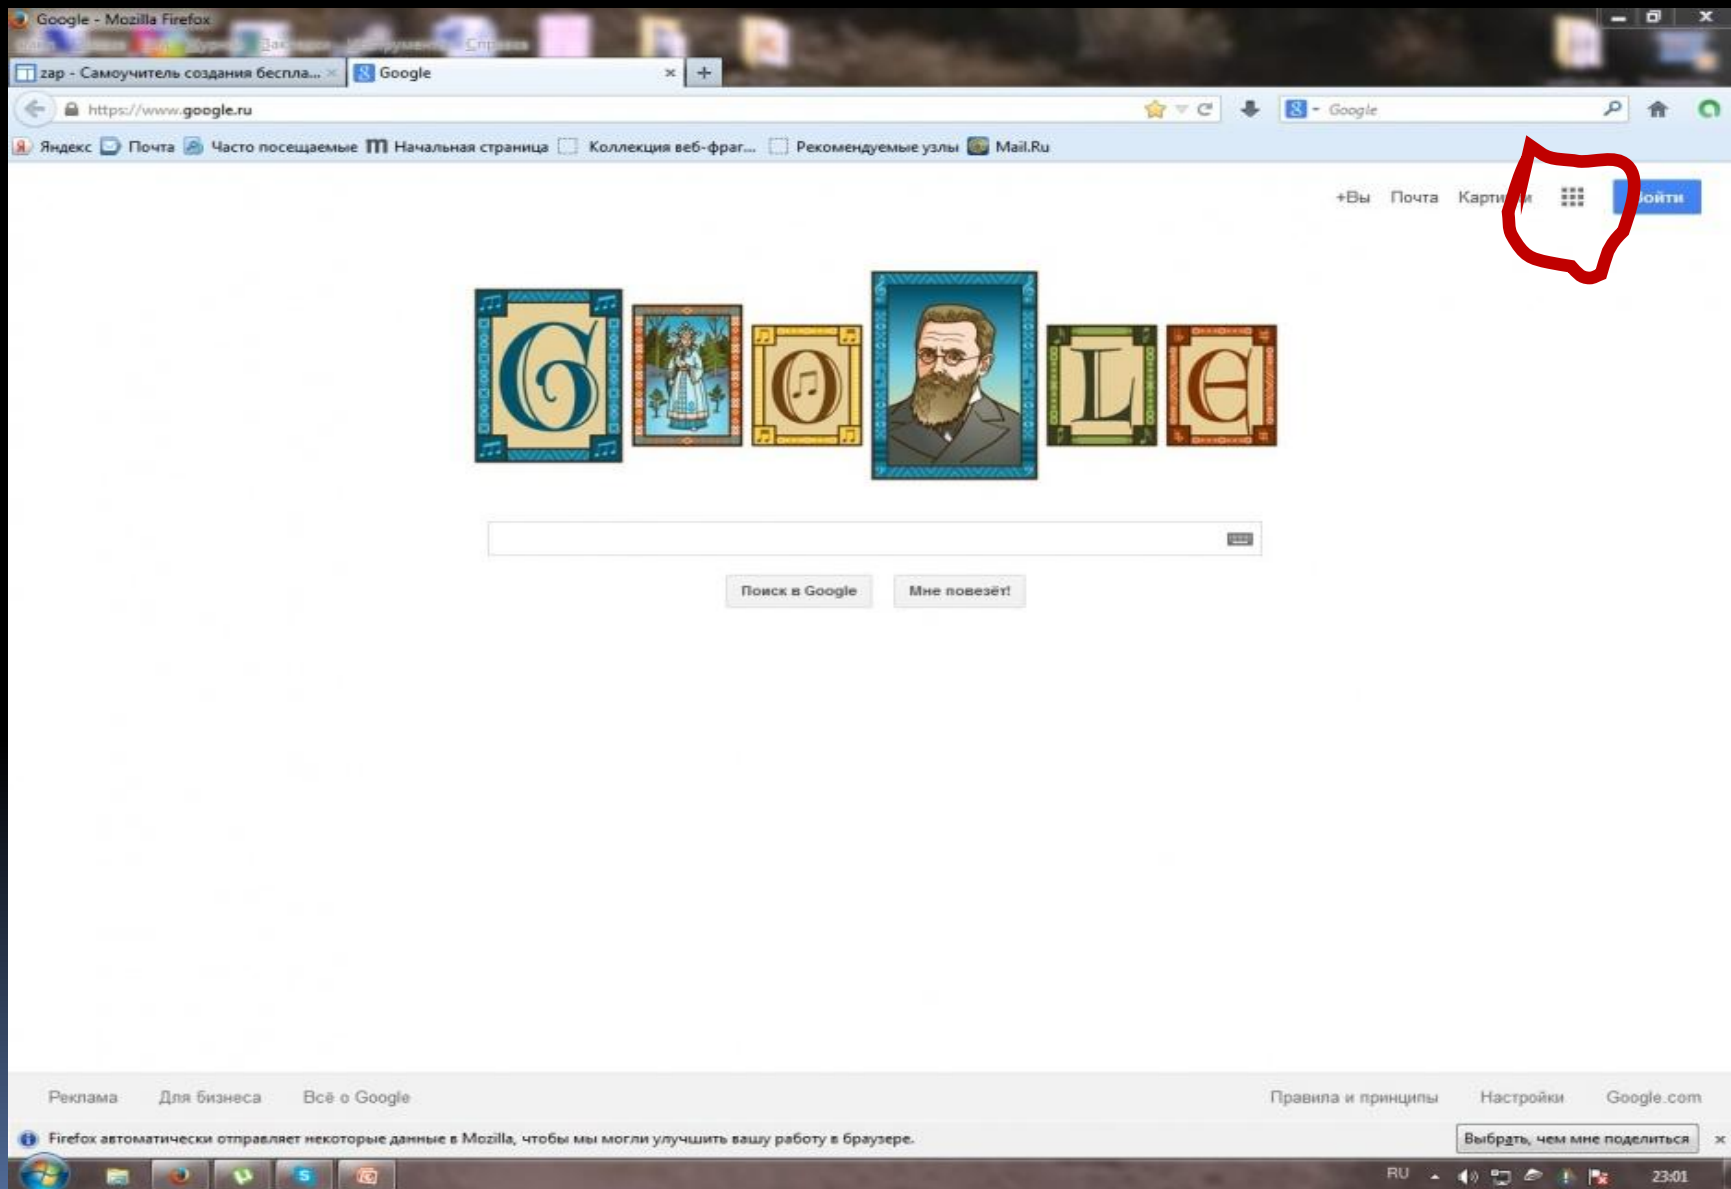 Google - Mozilla Firefox
Справка
zap - Самоучитель создания беспла...
Google
https://www.google.ru
Google
Яндекс Почта Часто посещаемые Начальная страница Коллекция веб-фраг... Рекомендуемые узлы Mail.Ru
+Вы Почта
G O L E
Поиск в Google Мне повезёт!
Реклама Для бизнеса Всё о Google Правила и принципы Настройки Google.com
Firefox автоматически отправляет некоторые данные в Mozilla, чтобы мы могли улучшить вашу работу в браузере. Выбрать, чем мне поделиться
RU 23:01